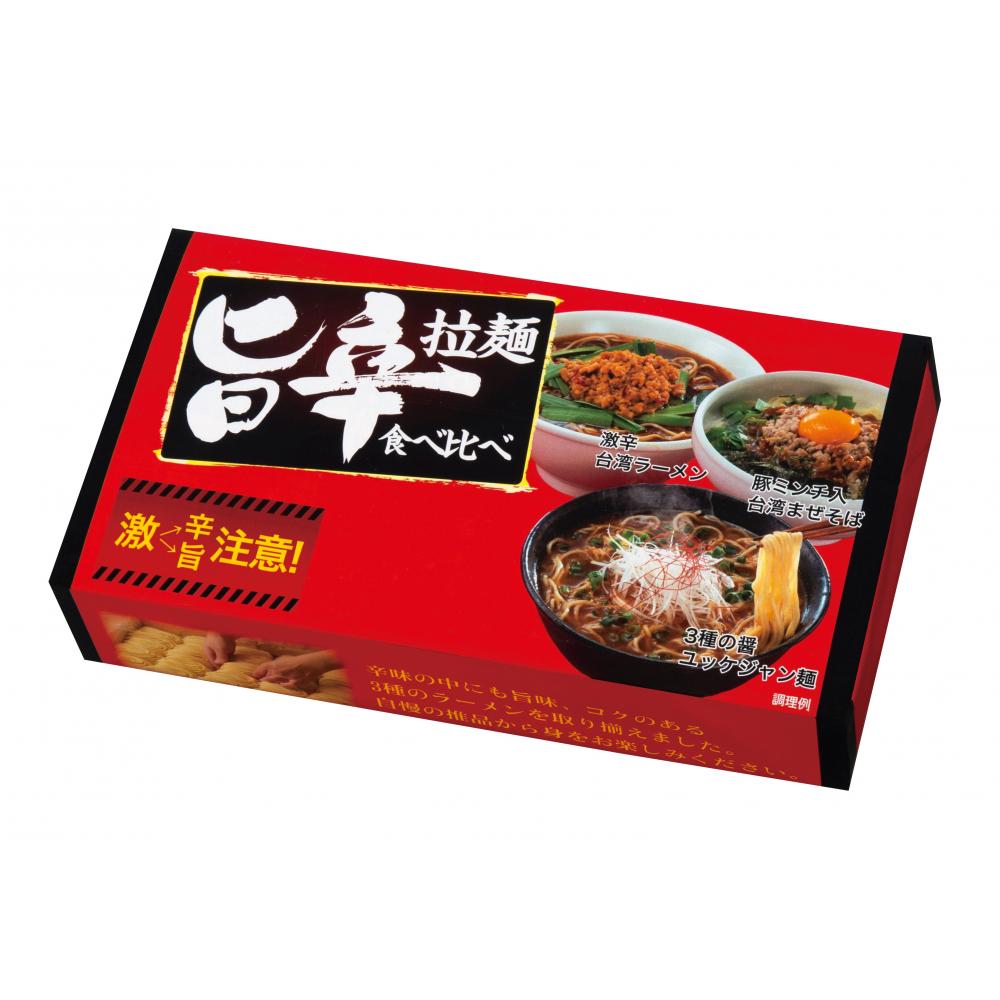 旨辛
拉麺
食べ比べ
激
辛
旨
注意!
激辛
台湾ラーメン
豚ミンチ入
台湾まぜそば
3種の醤
ユッケジャン麺
調理例
辛味の中にも旨味、コクのある
3種のラーメンを取り揃えました。
自慢の推品から身をお楽しみください。